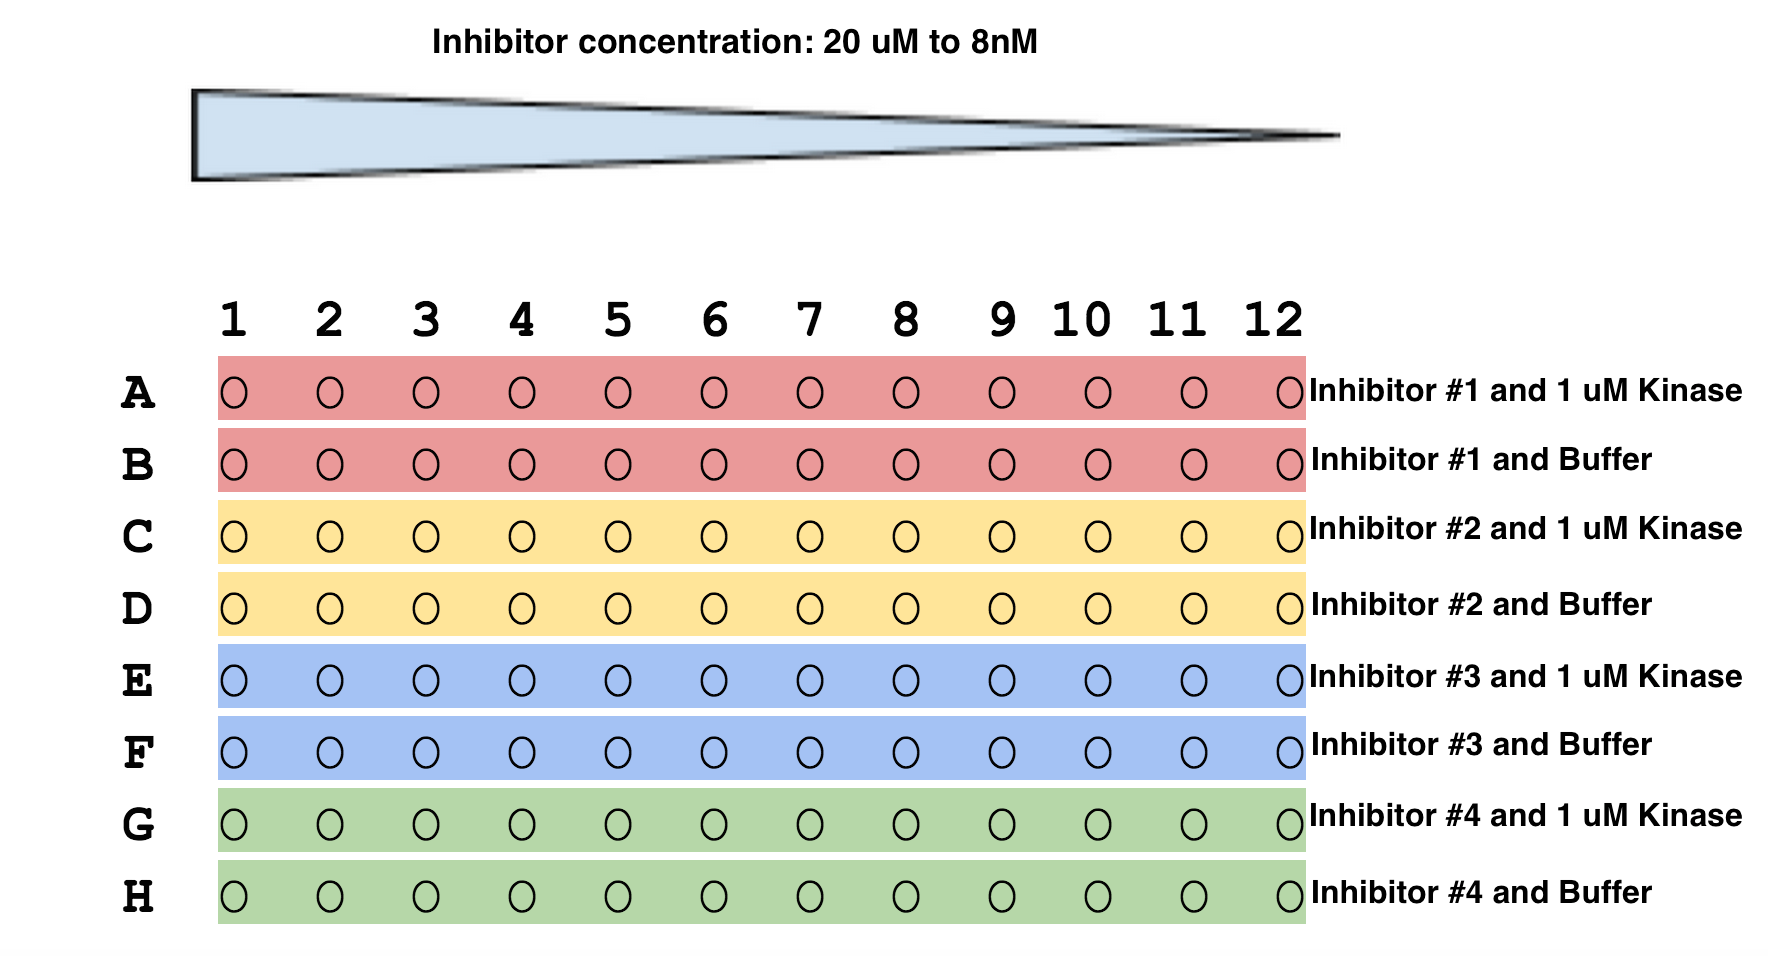 Inhibitor concentration: 20 uM to 8nM
1 2 3 4 5 6 7 8 9 10 11 12
A Inhibitor #1 and 1 uM Kinase
B Inhibitor #1 and Buffer
C Inhibitor #2 and 1 uM Kinase
D Inhibitor #2 and Buffer
E Inhibitor #3 and 1 uM Kinase
F Inhibitor #3 and Buffer
G Inhibitor #4 and 1 uM Kinase
H Inhibitor #4 and Buffer